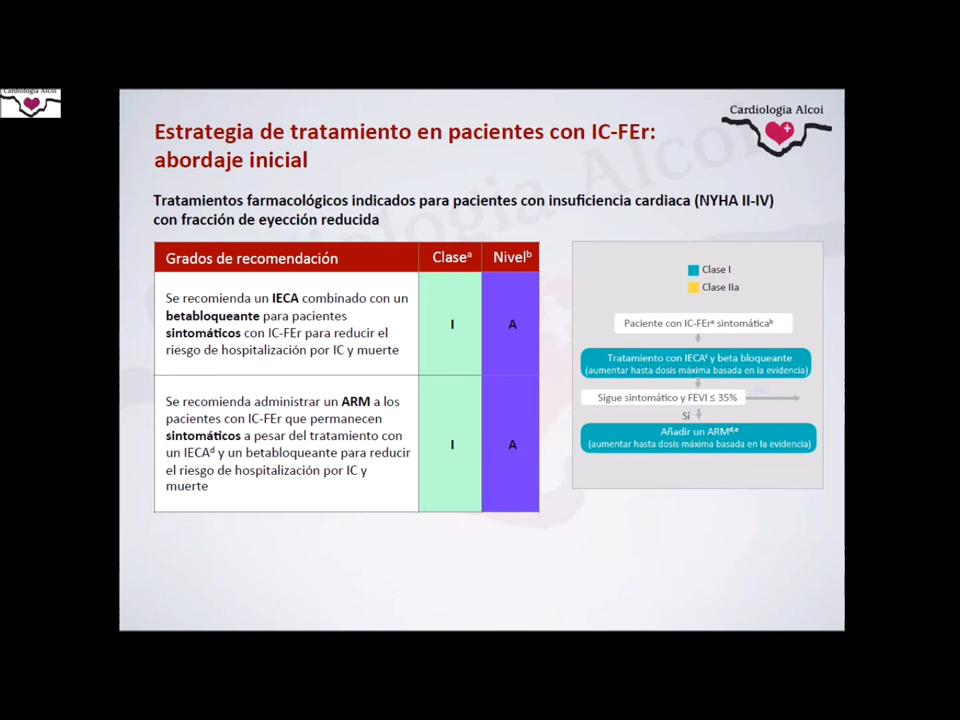 Cardiologia Alcoi
Cardiologia Alcoi
Estrategia de tratamiento en pacientes con IC-FEr:
abordaje inicial
Tratamientos farmacológicos indicados para pacientes con insuficiencia cardiaca (NYHA II-IV)
con fracción de eyección reducida
Grados de recomendación
Claseᵃ
Nivelᵇ
Se recomienda un IECA combinado con un
betabloqueante para pacientes
sintomáticos con IC-FEr para reducir el
riesgo de hospitalización por IC y muerte
I
A
Se recomienda administrar un ARM a los
pacientes con IC-FEr que permanecen
sintomáticos a pesar del tratamiento con
un IECAᵈ y un betabloqueante para reducir
el riesgo de hospitalización por IC y
muerte
I
A
Clase I
Clase IIa
Paciente con IC-FErᵃ sintomáticaᵇ
Tratamiento con IECAᶜ y beta bloqueante
(aumentar hasta dosis máxima basada en la evidencia)
Sigue sintomático y FEVI ≤ 35%
No
Sí
Añadir un ARMᵈ,ᵉ
(aumentar hasta dosis máxima basada en la evidencia)
Cardiologia Alcoi